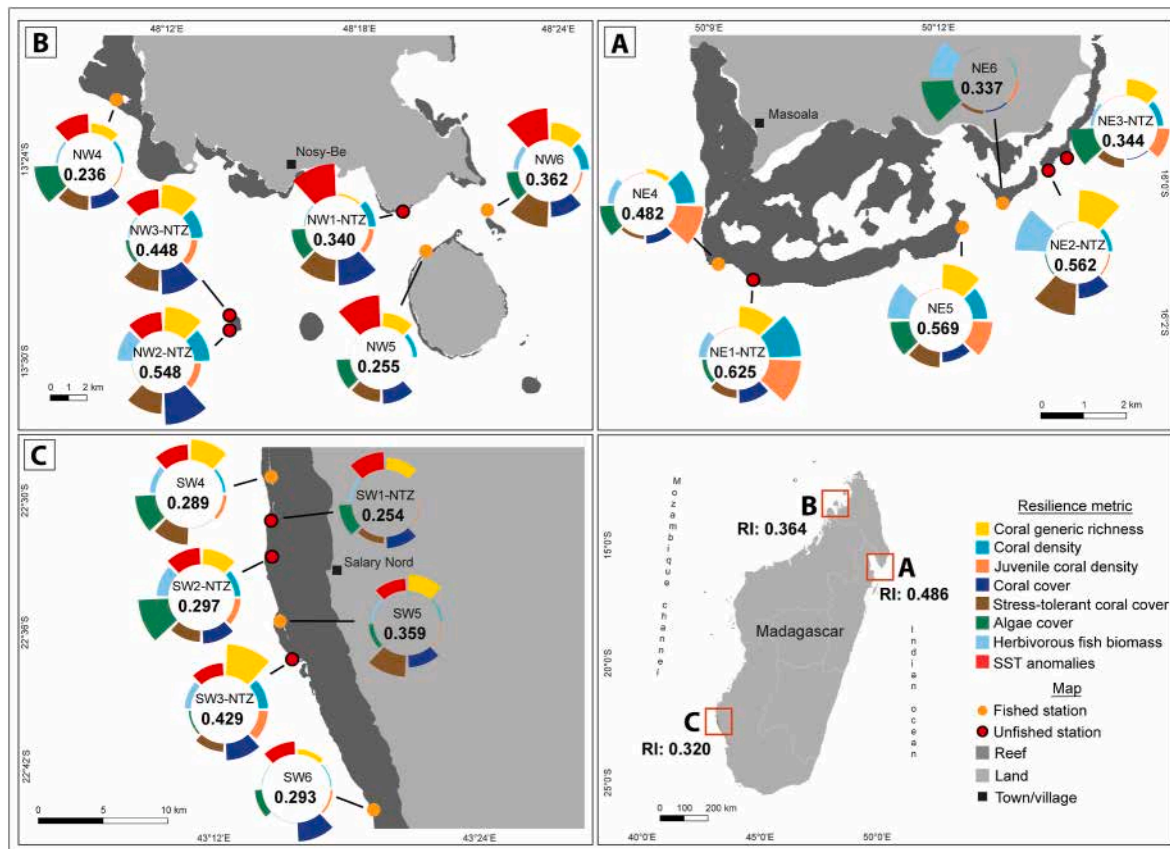 B
48°12'E
48°18'E
48°24'E
13°24'S
13°30'S
NW4
0.236
Nosy-Be
NW6
0.362
NW3-NTZ
0.448
NW1-NTZ
0.340
NW2-NTZ
0.548
NW5
0.255
0 1 2 km
A
50°9'E
50°12'E
16°0'S
16°2'S
NE6
0.337
Masoala
NE3-NTZ
0.344
NE4
0.482
NE2-NTZ
0.562
NE5
0.569
NE1-NTZ
0.625
0 1 2 km
C
22°30'S
22°36'S
22°42'S
SW4
0.289
SW1-NTZ
0.254
Salary Nord
SW2-NTZ
0.297
SW5
0.359
SW3-NTZ
0.429
SW6
0.293
0 5 10 km
43°12'E
43°24'E
Mozambique channel
B
RI: 0.364
A
RI: 0.486
Madagascar
Indian ocean
C
RI: 0.320
15°0'S
20°0'S
25°0'S
0 200 km
40°0'E
45°0'E
50°0'E
Resilience metric
Coral generic richness
Coral density
Juvenile coral density
Coral cover
Stress-tolerant coral cover
Algae cover
Herbivorous fish biomass
SST anomalies
Map
Fished station
Unfished station
Reef
Land
Town/village